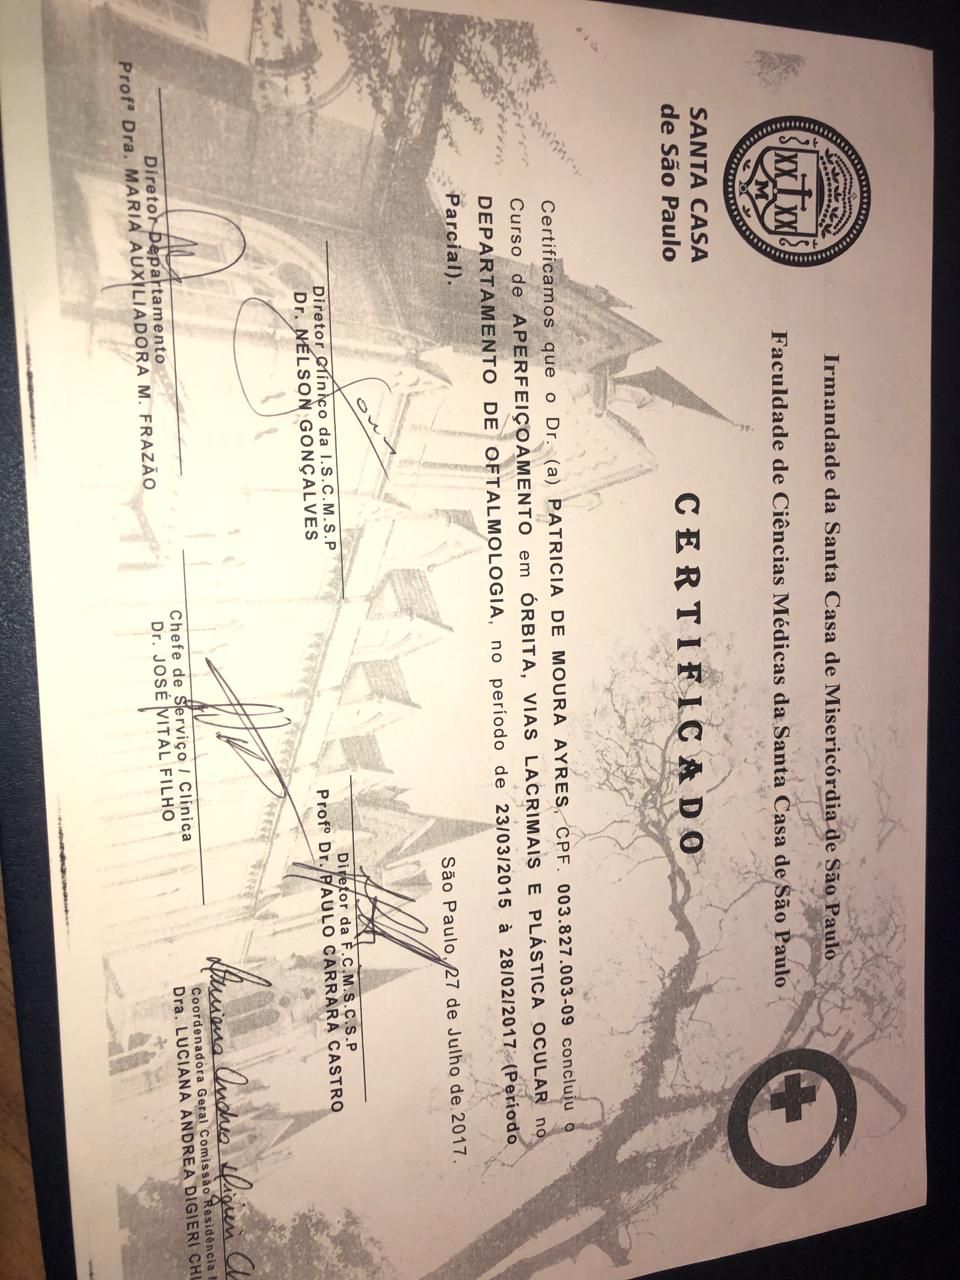 Irmandade da Santa Casa de Misericórdia de São Paulo
Faculdade de Ciências Médicas da Santa Casa de São Paulo
XX XX
M
SANTA CASA
de São Paulo
CERTIFICADO
Certificamos que o Dr. (a) PATRICIA DE MOURA AYRES, CPF. 003.827.003-09 concluiu o
Curso de APERFEIÇOAMENTO em ÓRBITA, VIAS LACRIMAIS E PLÁSTICA OCULAR no
DEPARTAMENTO DE OFTALMOLOGIA, no período de 23/03/2015 à 28/02/2017 (Período
Parcial).
São Paulo, 27 de Julho de 2017.
Diretor Clínico da I.S.C.M.S.P
Dr. NELSON GONÇALVES
Diretor da F.C.M.S.C.S.P
Profº Dr. PAULO CARRARA CASTRO
Diretor Departamento
Profª Dra. MARIA AUXILIADORA M. FRAZÃO
Chefe de Serviço / Clínica
Dr. JOSÉ VITAL FILHO
Coordenadora Geral Comissão Residência
Dra. LUCIANA ANDREA DIGIERI